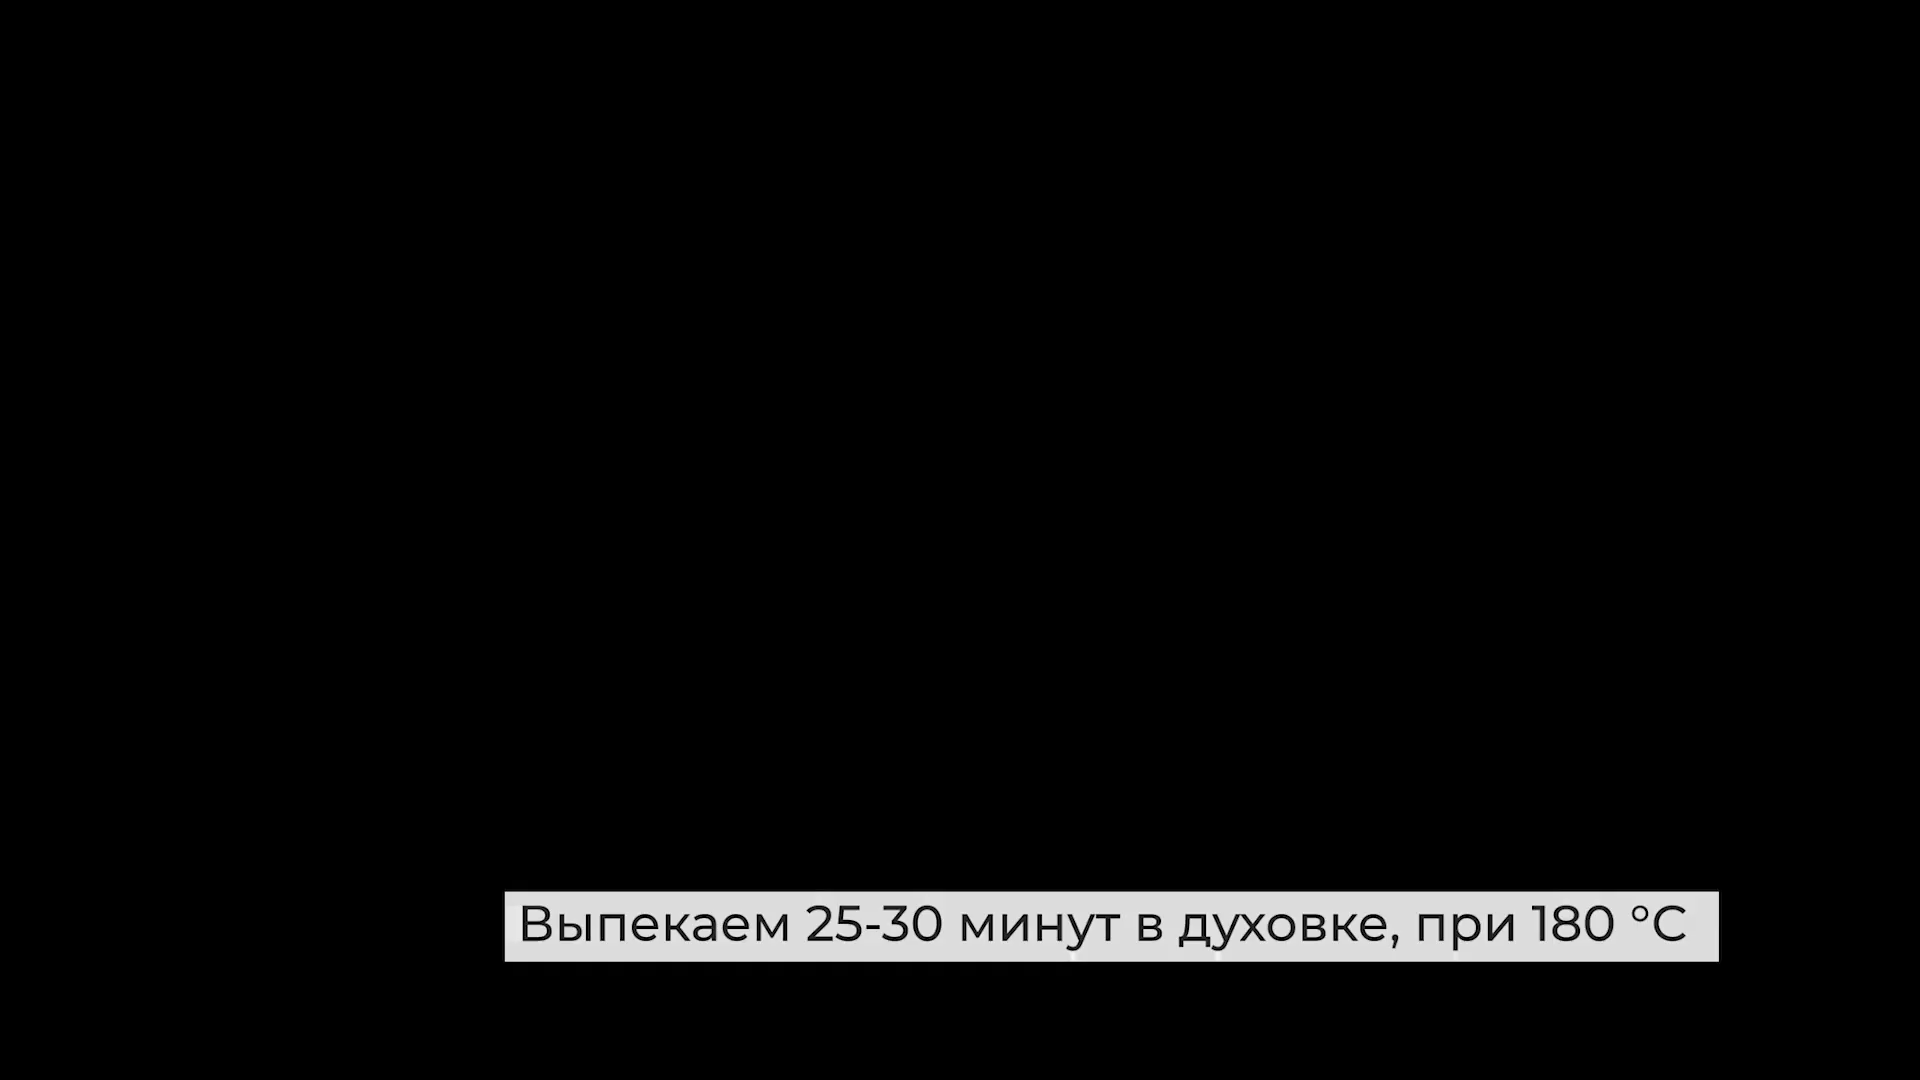 Выпекаем 25-30 минут в духовке, при 180 °С